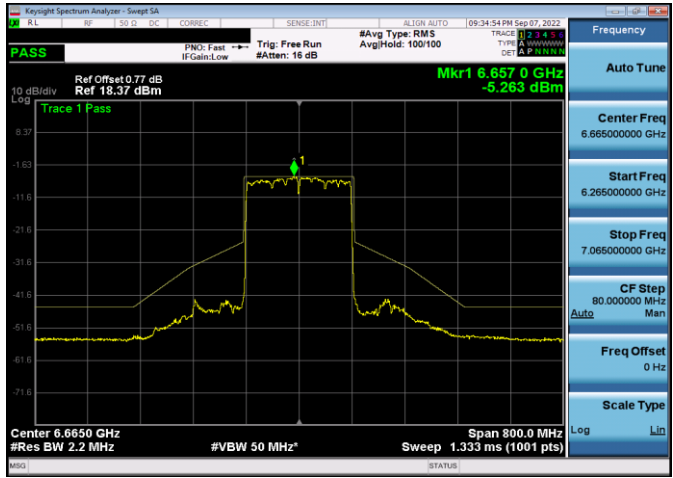 Keysight Spectrum Analyzer - Swept SA
RL RF 50 Ω DC CORREC SENSE:INT ALIGN AUTO 09:34:54 PM Sep 07, 2022
#Avg Type: RMS
TRACE 1 2 3 4 5 6
PNO: Fast Trig: Free Run Avg|Hold: 100/100
TYPE A WWWWW
PASS
IFGain:Low #Atten: 16 dB
DET A P N N N N
Mkr1 6.657 0 GHz
-5.263 dBm
Ref Offset 0.77 dB
10 dB/div Ref 18.37 dBm
Log
Trace 1 Pass
8.37
1
-1.63
-11.6
-21.6
-31.6
-41.6
-51.6
-61.6
-71.6
Center 6.6650 GHz Span 800.0 MHz
#Res BW 2.2 MHz #VBW 50 MHz* Sweep 1.333 ms (1001 pts)
MSG STATUS
Frequency
Auto Tune
Center Freq
6.665000000 GHz
Start Freq
6.265000000 GHz
Stop Freq
7.065000000 GHz
CF Step
80.000000 MHz
Auto Man
Freq Offset
0 Hz
Scale Type
Log Lin